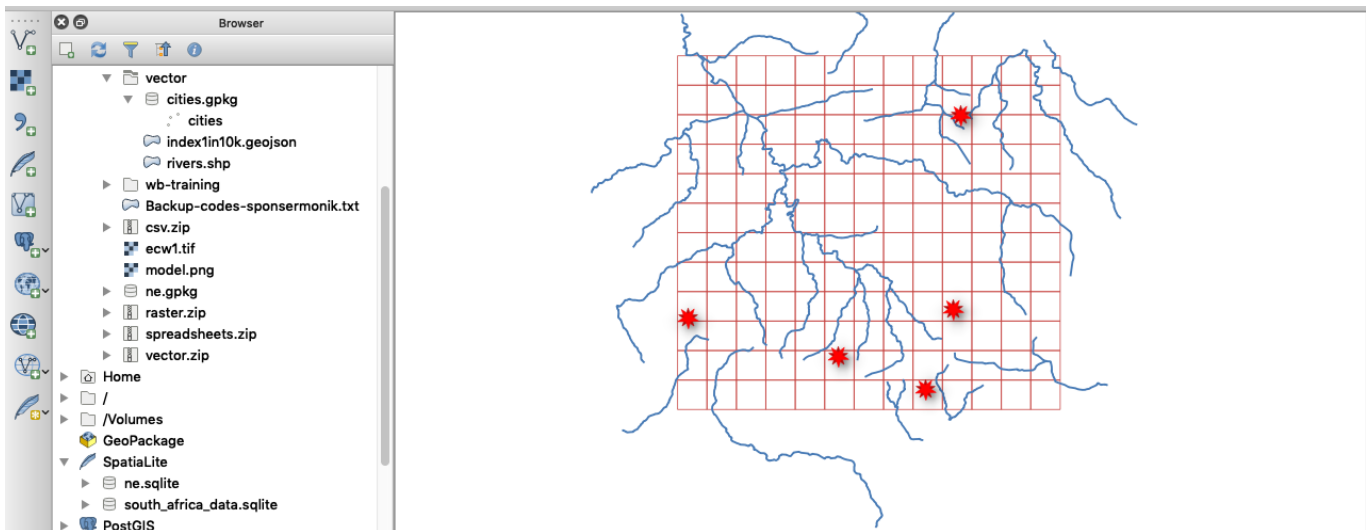 Browser
vector
cities.gpkg
cities
index1in10k.geojson
rivers.shp
wb-training
Backup-codes-sponsermonik.txt
csv.zip
ecw1.tif
model.png
ne.gpkg
raster.zip
spreadsheets.zip
vector.zip
Home
/
/Volumes
GeoPackage
SpatiaLite
ne.sqlite
south_africa_data.sqlite
PostGIS